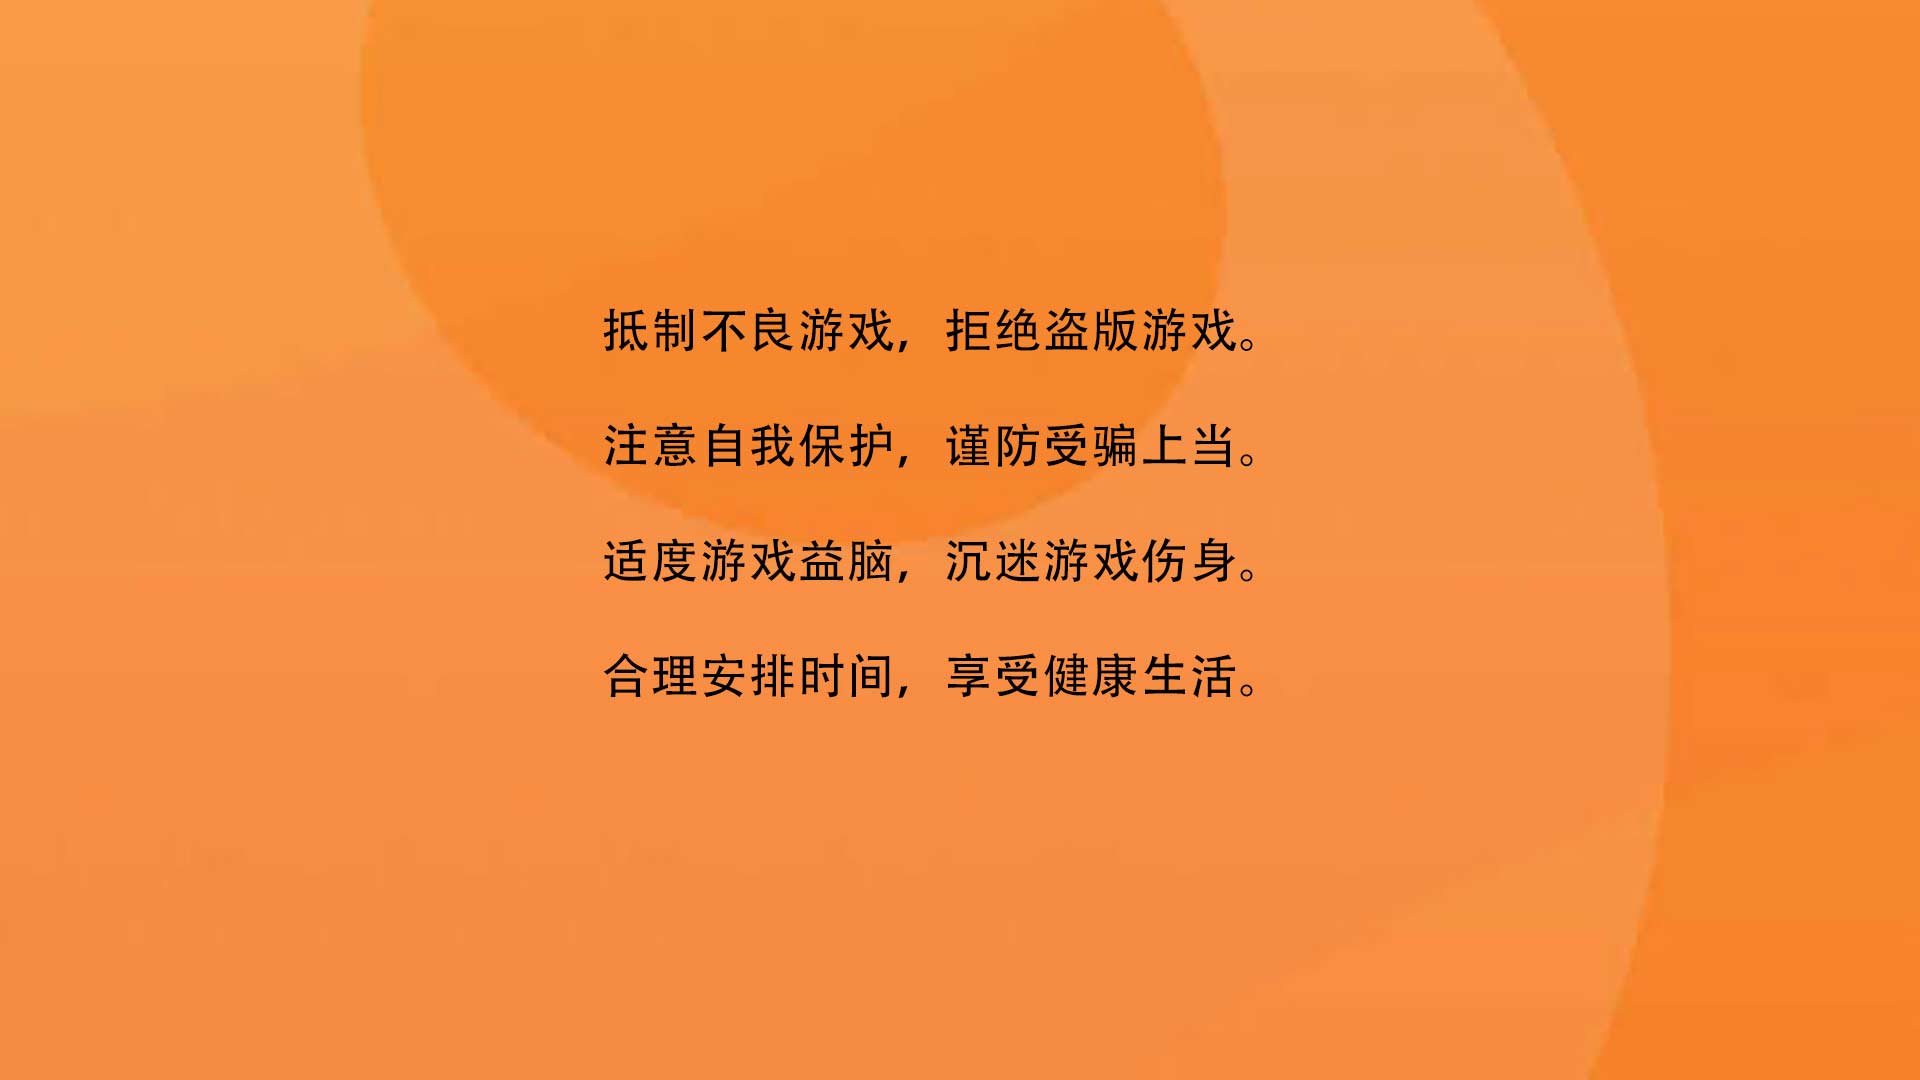 抵制不良游戏，拒绝盗版游戏。
注意自我保护，谨防受骗上当。
适度游戏益脑，沉迷游戏伤身。
合理安排时间，享受健康生活。